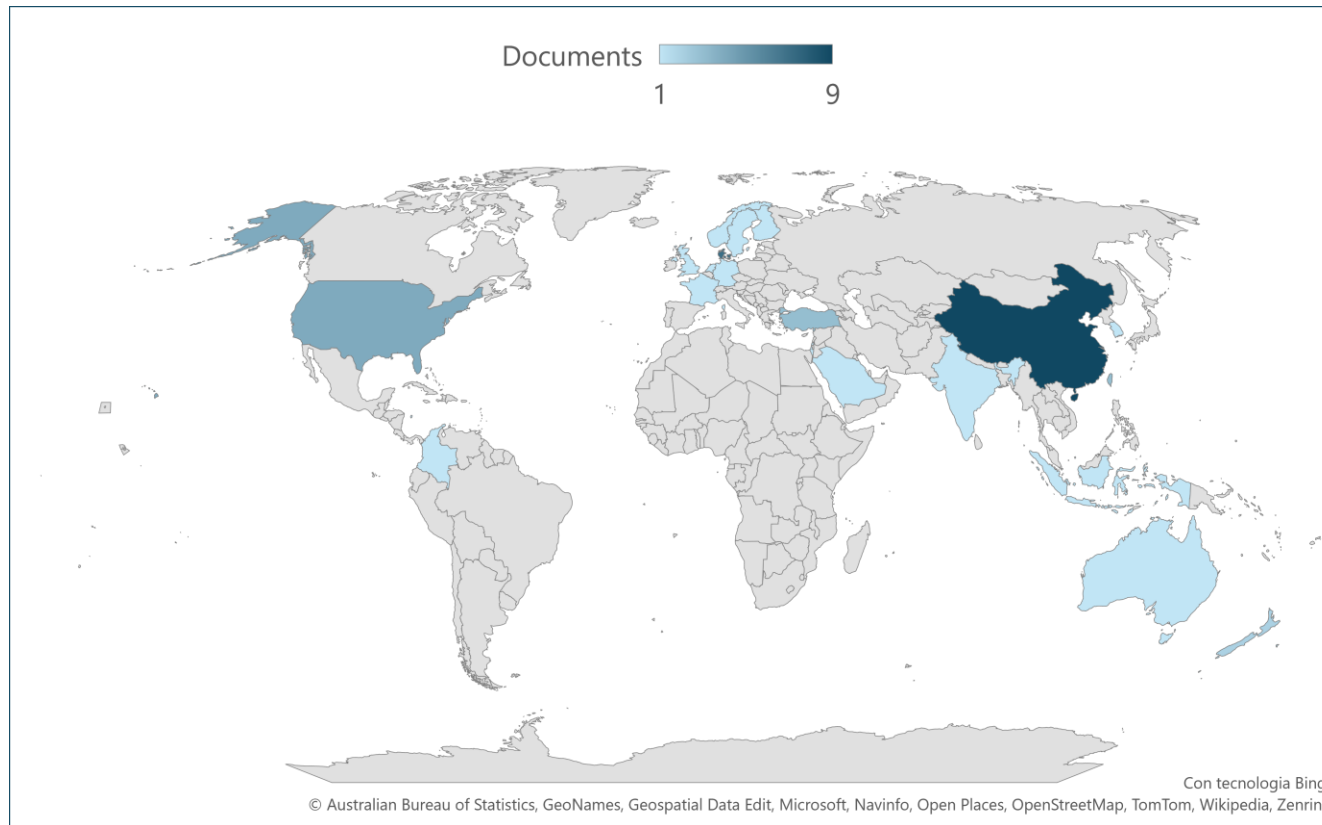 Documents
1 9
Con tecnologia Bing
© Australian Bureau of Statistics, GeoNames, Geospatial Data Edit, Microsoft, Navinfo, Open Places, OpenStreetMap, TomTom, Wikipedia, Zenrin